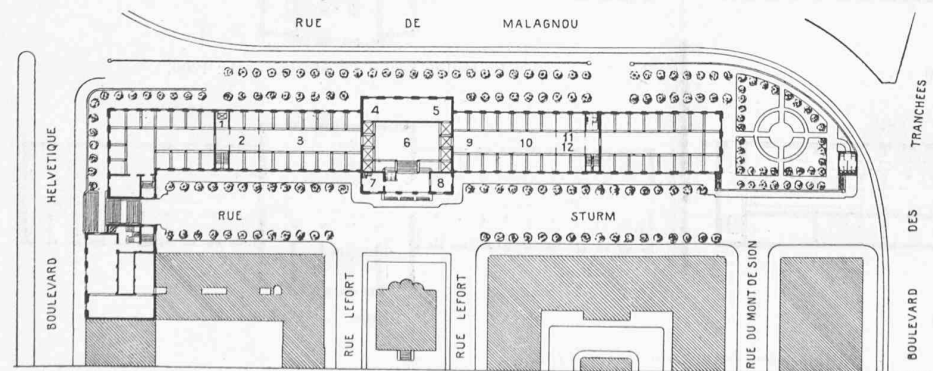 RUE DE MALAGNOU
BOULEVARD HELVETIQUE
BOULEVARD DES TRANCHÉES
4 5
1
2 3 6 9 10 11
12
7 8
RUE STURM
RUE LEFORT
RUE LEFORT
RUE DU MONT DE SION